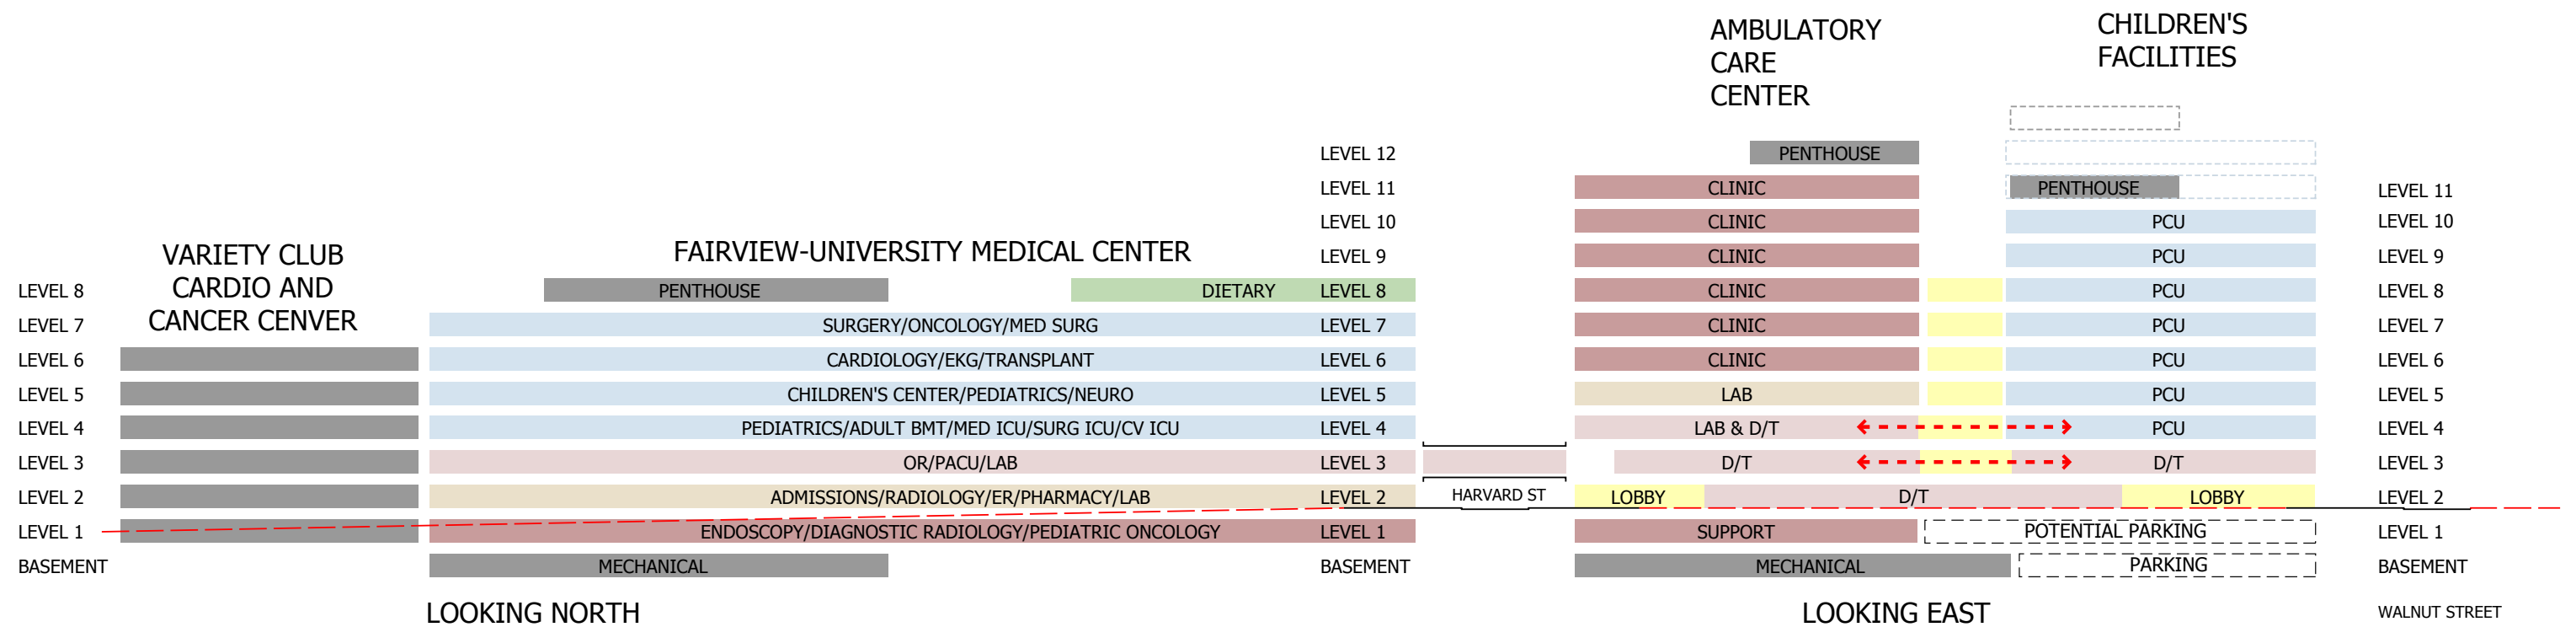 AMBULATORY
CARE
CENTER
CHILDREN'S
FACILITIES
VARIETY CLUB
CARDIO AND
CANCER CENVER
FAIRVIEW-UNIVERSITY MEDICAL CENTER
LEVEL 12 PENTHOUSE
LEVEL 11 CLINIC PENTHOUSE LEVEL 11
LEVEL 10 CLINIC PCU LEVEL 10
LEVEL 9 CLINIC PCU LEVEL 9
LEVEL 8 PENTHOUSE DIETARY LEVEL 8 CLINIC PCU LEVEL 8
LEVEL 7 SURGERY/ONCOLOGY/MED SURG LEVEL 7 CLINIC PCU LEVEL 7
LEVEL 6 CARDIOLOGY/EKG/TRANSPLANT LEVEL 6 CLINIC PCU LEVEL 6
LEVEL 5 CHILDREN'S CENTER/PEDIATRICS/NEURO LEVEL 5 LAB PCU LEVEL 5
LEVEL 4 PEDIATRICS/ADULT BMT/MED ICU/SURG ICU/CV ICU LEVEL 4 LAB & D/T PCU LEVEL 4
LEVEL 3 OR/PACU/LAB LEVEL 3 D/T D/T LEVEL 3
LEVEL 2 ADMISSIONS/RADIOLOGY/ER/PHARMACY/LAB LEVEL 2 HARVARD ST LOBBY D/T LOBBY LEVEL 2
LEVEL 1 ENDOSCOPY/DIAGNOSTIC RADIOLOGY/PEDIATRIC ONCOLOGY LEVEL 1 SUPPORT POTENTIAL PARKING LEVEL 1
BASEMENT MECHANICAL BASEMENT MECHANICAL PARKING BASEMENT
LOOKING NORTH LOOKING EAST WALNUT STREET